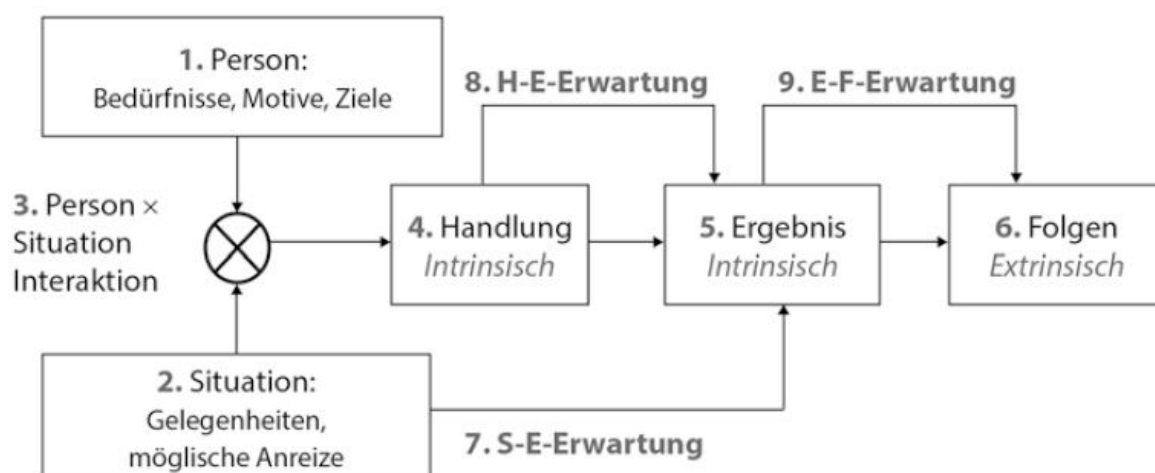 1. Person:
Bedürfnisse, Motive, Ziele
8. H-E-Erwartung
9. E-F-Erwartung
3. Person ×
Situation
Interaktion
4. Handlung
Intrinsisch
5. Ergebnis
Intrinsisch
6. Folgen
Extrinsisch
2. Situation:
Gelegenheiten,
möglische Anreize
7. S-E-Erwartung